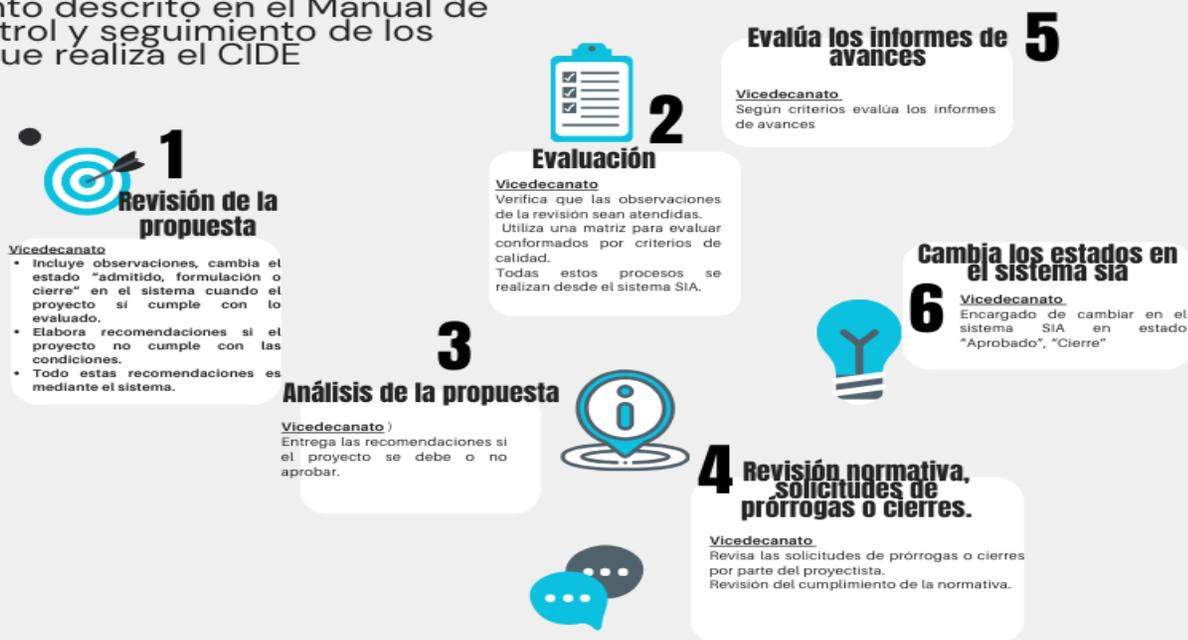 nto descrito en el Manual de
trol y seguimiento de los
ue realiza el CIDE
1
Revisión de la
propuesta
Vicedecanato
• Incluye observaciones, cambia el
estado “admitido, formulación o
cierre” en el sistema cuando el
proyecto sí cumple con lo
evaluado.
• Elabora recomendaciones si el
proyecto no cumple con las
condiciones.
• Todo estas recomendaciones es
mediante el sistema.
2
Evaluación
Vicedecanato
Verifica que las observaciones
de la revisión sean atendidas.
Utiliza una matriz para evaluar
conformados por criterios de
calidad.
Todas estos procesos se
realizan desde el sistema SIA.
3
Análisis de la propuesta
Vicedecanato )
Entrega las recomendaciones si
el proyecto se debe o no
aprobar.
4
Revisión normativa,
solicitudes de
prórrogas o cierres.
Vicedecanato
Revisa las solicitudes de prórrogas o cierres
por parte del proyectista.
Revisión del cumplimiento de la normativa.
5
Evalúa los informes de
avances
Vicedecanato
Según criterios evalúa los informes
de avances
6
Cambia los estados en
el sistema sia
Vicedecanato
Encargado de cambiar en el
sistema SIA en estado
“Aprobado”, “Cierre”